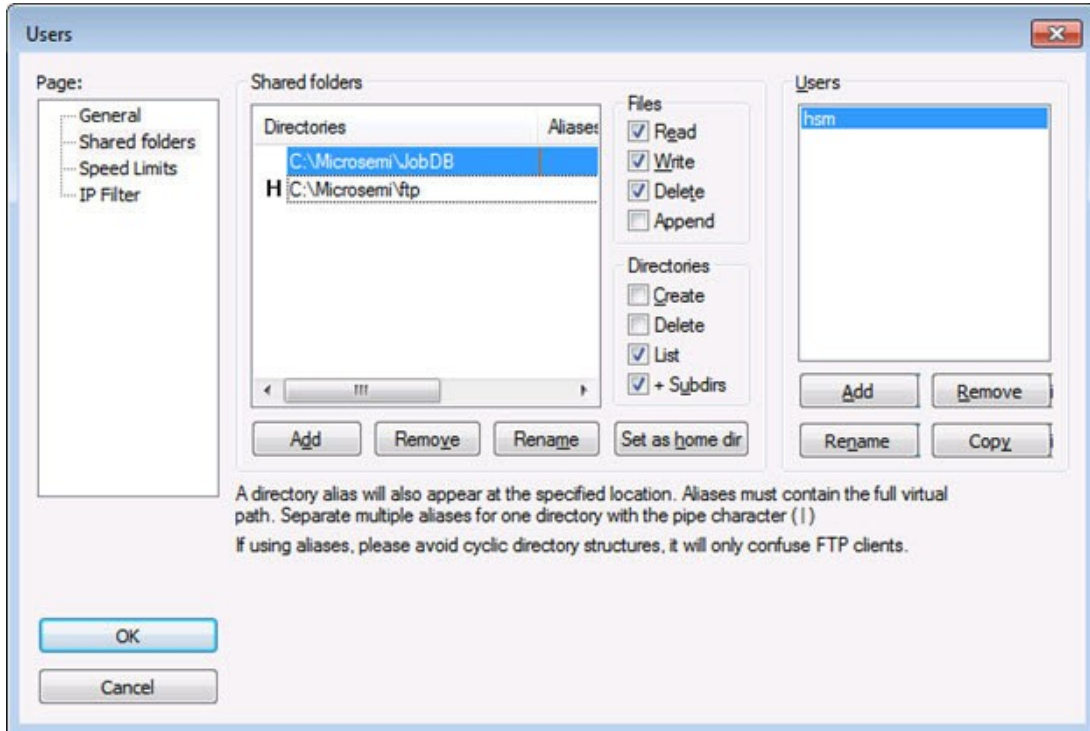 Users
Page:
General
Shared folders
Speed Limits
IP Filter
Shared folders
Directories Aliases
C:\Microsemi\JobDB
H C:\Microsemi\ftp
Add Remove Rename Set as home dir
Files
Read
Write
Delete
Append
Directories
Create
Delete
List
+ Subdirs
Users
hsm
Add Remove
Rename Copy
A directory alias will also appear at the specified location. Aliases must contain the full virtual
path. Separate multiple aliases for one directory with the pipe character (|)
If using aliases, please avoid cyclic directory structures, it will only confuse FTP clients.
OK
Cancel